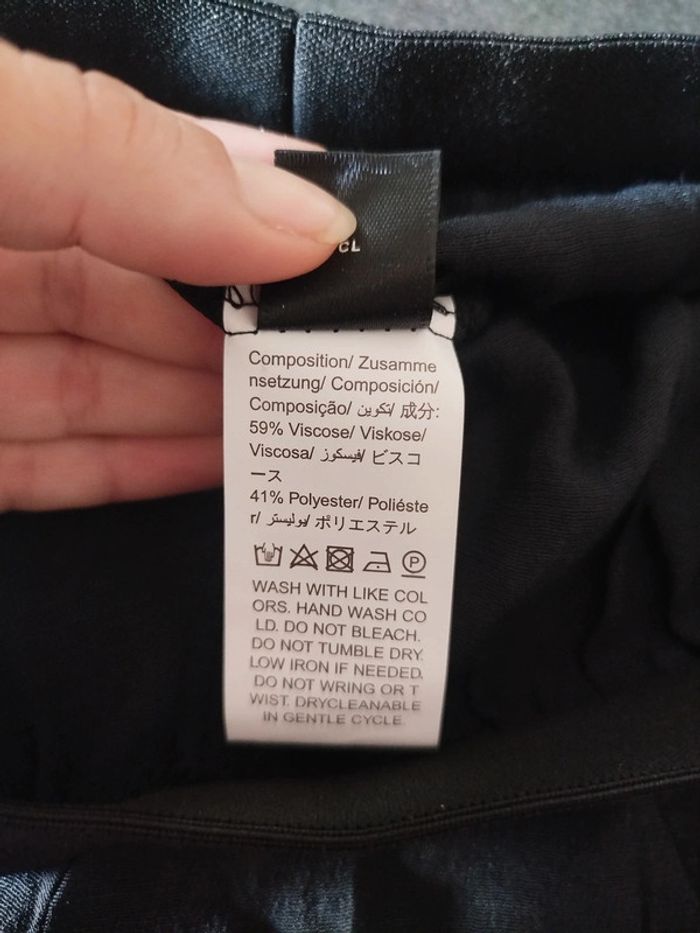 CL
Composition/ Zusamme
nsetzung/ Composición/
Composição/ تكوين/ 成分:
59% Viscose/ Viskose/
Viscosa/ فيسكوز/ ビスコ
ース
41% Polyester/ Poliéste
r/ بوليستر/ ポリエステル
P
WASH WITH LIKE COL
ORS. HAND WASH CO
LD. DO NOT BLEACH.
DO NOT TUMBLE DRY.
LOW IRON IF NEEDED.
DO NOT WRING OR T
WIST. DRYCLEANABLE
IN GENTLE CYCLE.